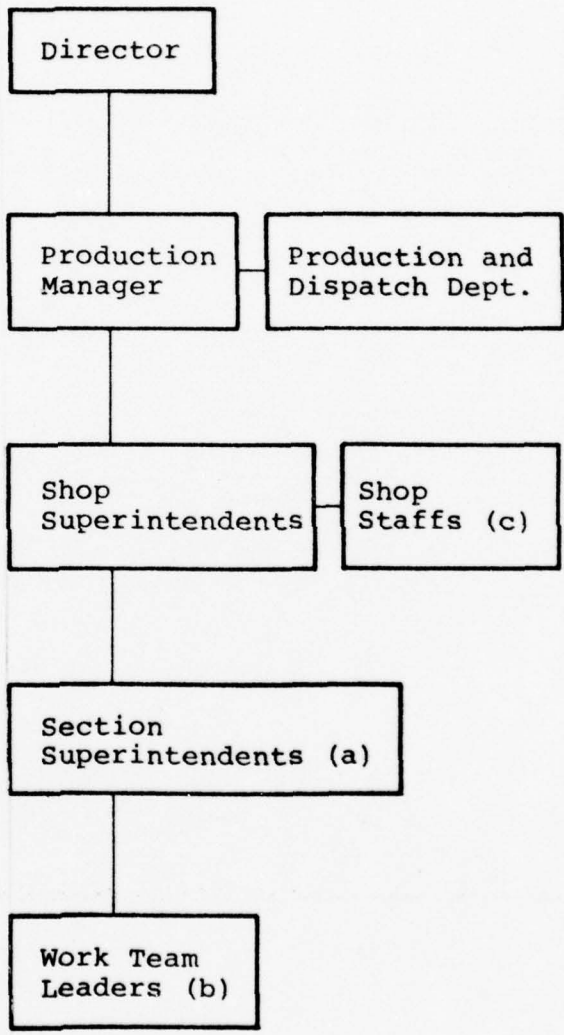 Director
Production
Manager
Production and
Dispatch Dept.
Shop
Superintendents
Shop
Staffs (c)
Section
Superintendents (a)
Work Team
Leaders (b)